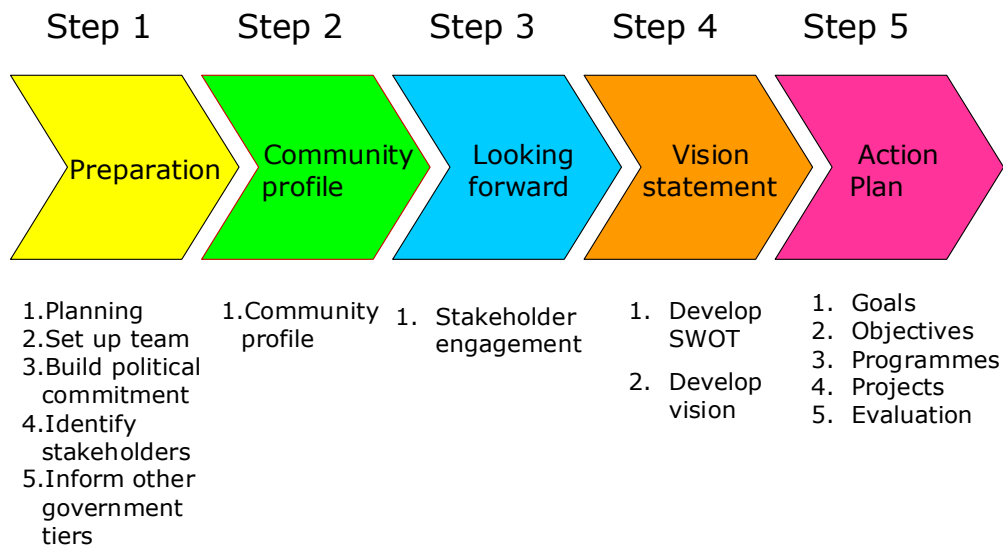 Step 1
Step 2
Step 3
Step 4
Step 5
Preparation
Community
profile
Looking
forward
Vision
statement
Action
Plan
1.Planning
2.Set up team
3.Build political
commitment
4.Identify
stakeholders
5.Inform other
government
tiers
1.Community
profile
1. Stakeholder
engagement
1. Develop
SWOT
2. Develop
vision
1. Goals
2. Objectives
3. Programmes
4. Projects
5. Evaluation